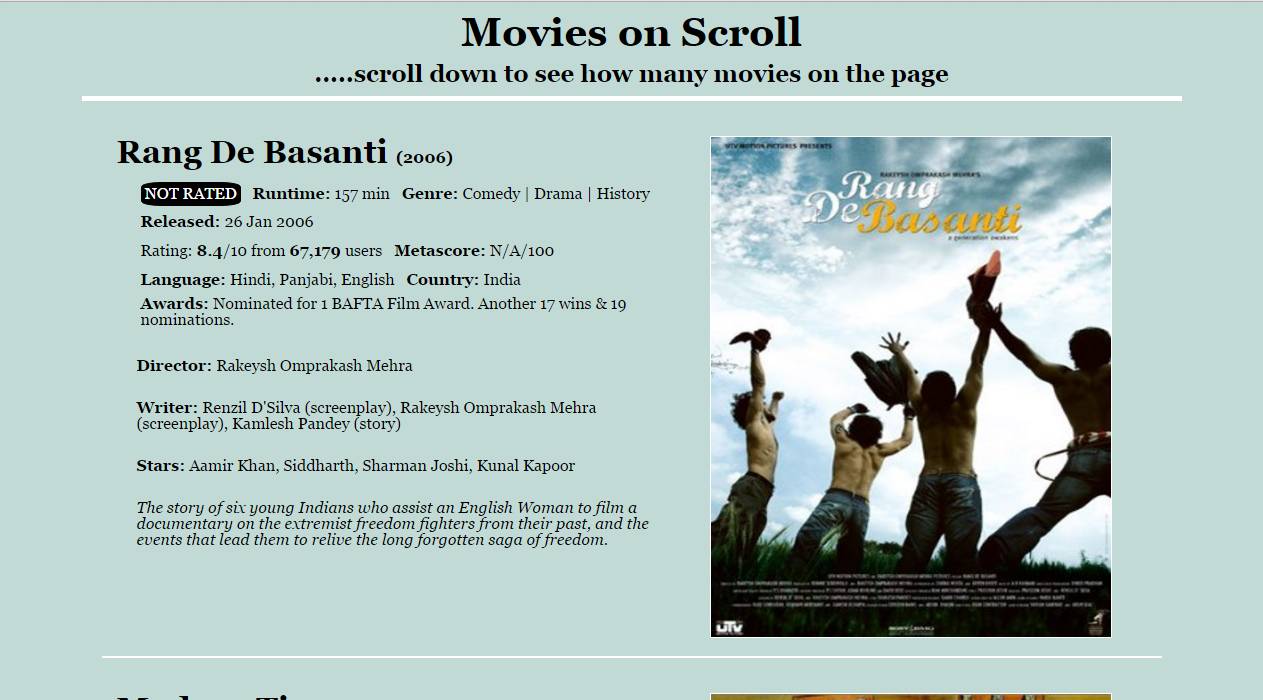 Movies on Scroll
.....scroll down to see how many movies on the page
Rang De Basanti (2006)
NOT RATED Runtime: 157 min Genre: Comedy | Drama | History
Released: 26 Jan 2006
Rating: 8.4/10 from 67,179 users Metascore: N/A/100
Language: Hindi, Panjabi, English Country: India
Awards: Nominated for 1 BAFTA Film Award. Another 17 wins & 19
nominations.
Director: Rakeysh Omprakash Mehra
Writer: Renzil D'Silva (screenplay), Rakeysh Omprakash Mehra
(screenplay), Kamlesh Pandey (story)
Stars: Aamir Khan, Siddharth, Sharman Joshi, Kunal Kapoor
The story of six young Indians who assist an English Woman to film a
documentary on the extremist freedom fighters from their past, and the
events that lead them to relive the long forgotten saga of freedom.
UTV MOTION PICTURES PRESENTS
RAKEYSH OMPRAKASH MEHRA'S
Rang
De Basanti
a generation awakens
UTV